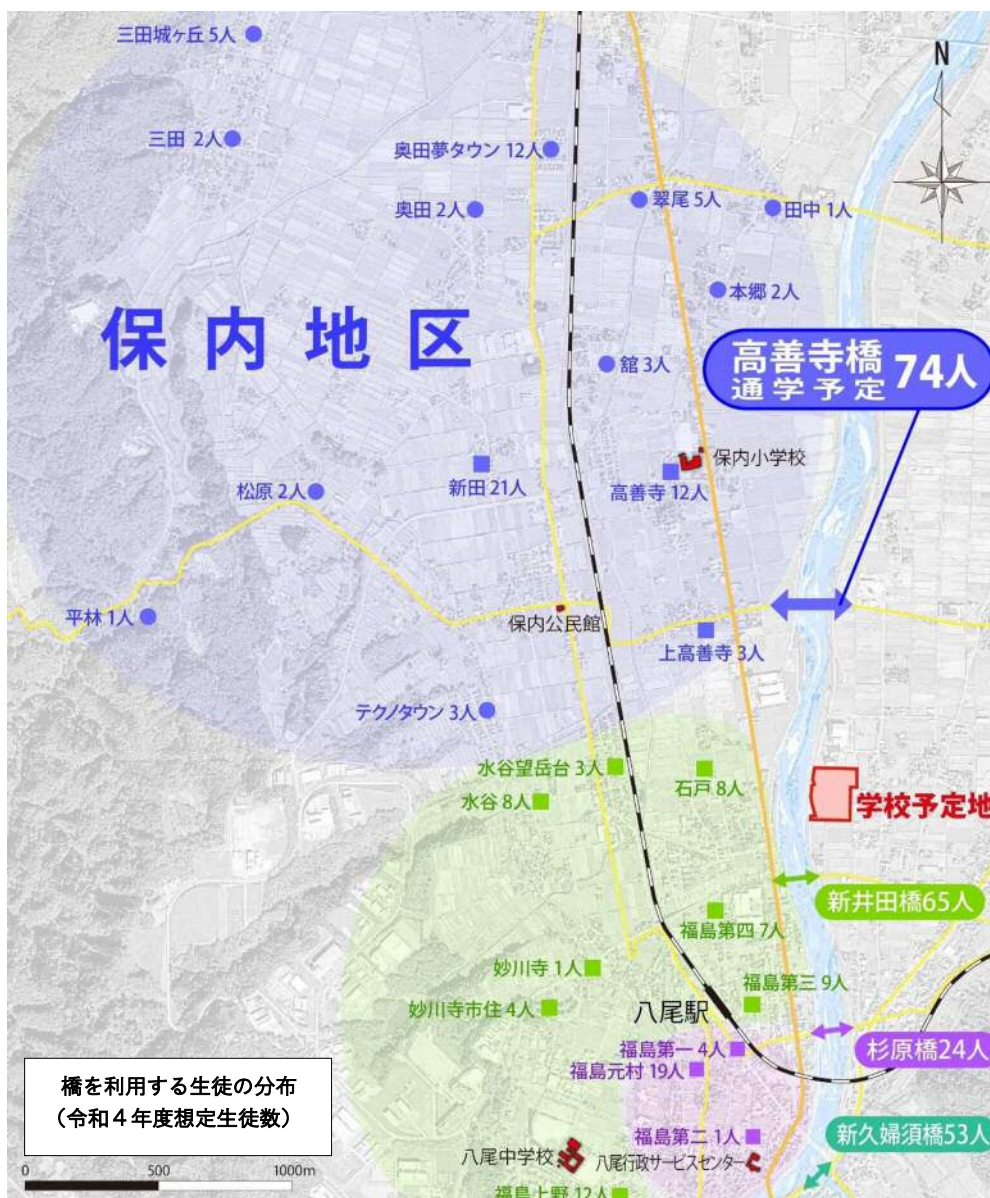 三田城ヶ丘 5人
N
三田 2人
奥田夢タウン 12人
奥田 2人
翠尾 5人
田中 1人
本郷 2人
保内地区
高善寺橋
通学予定 74人
舘 3人
保内小学校
新田 21人
高善寺 12人
松原 2人
平林 1人
保内公民館
上高善寺 3人
テクノタウン 3人
水谷望岳台 3人
石戸 8人
水谷 8人
学校予定地
新井田橋65人
福島第四 7人
妙川寺 1人
福島第三 9人
妙川寺市住 4人
八尾駅
福島第一 4人
杉原橋24人
福島元村 19人
橋を利用する生徒の分布
(令和4年度想定生徒数)
福島第二 1人
新久婦須橋53人
八尾中学校
八尾行政サービスセンター
0 500 1000m
福島上野 12人